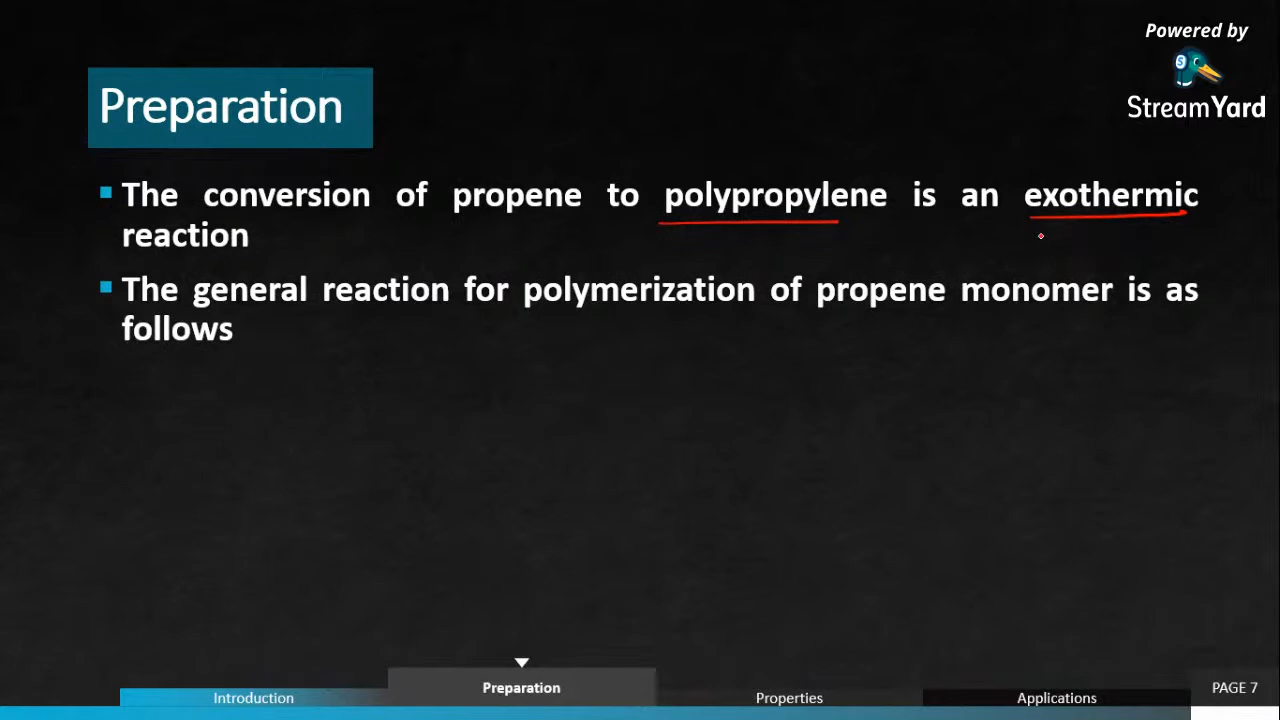 Powered by
StreamYard
Preparation
The conversion of propene to polypropylene is an exothermic
reaction
The general reaction for polymerization of propene monomer is as
follows
Introduction
Preparation
Properties
Applications
PAGE 7